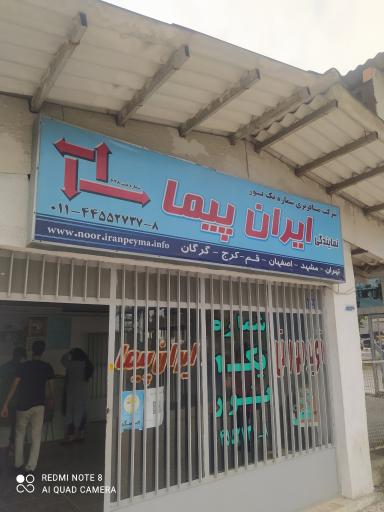 شرکت مسافربری شماره یک نور
نمایندگی ایران پیما
۰۱۱-۴۴۵۵۲۷۳۷-۸
www.noor.iranpeyma.info
تهران - مشهد - اصفهان - قم - کرج - گرگان
شماره
ایران پیما
یک
نور
REDMI NOTE 8
AI QUAD CAMERA